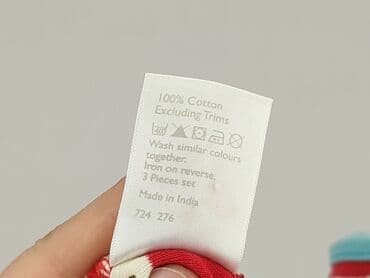 100% Cotton
Excluding Trims
Wash similar colours
together.
Iron on reverse.
3 Pieces set
Made in India
724 276